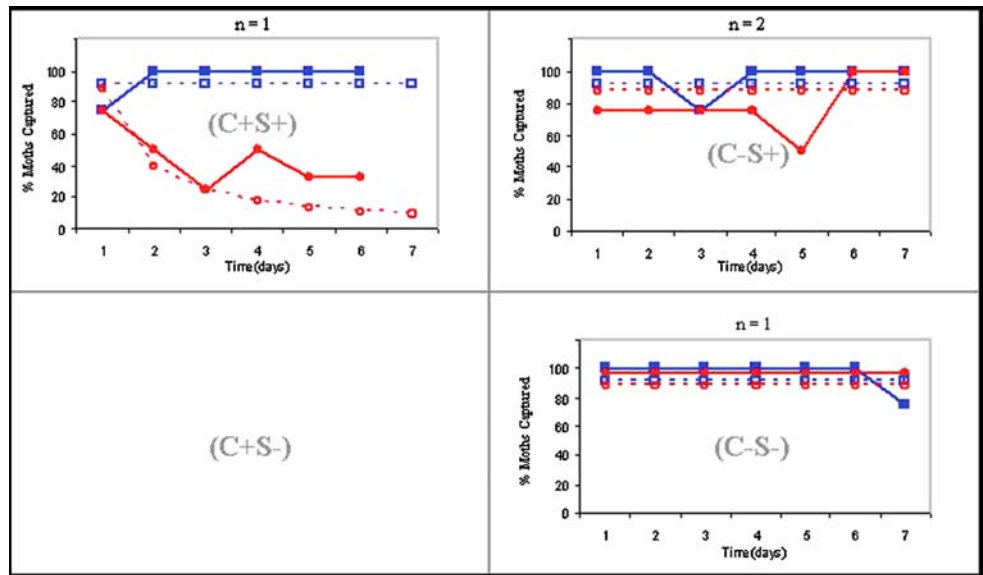 n = 1
% Moths Captured
100
80
60
40
20
0
(C+S+)
1 2 3 4 5 6 7
Time(days)
n = 2
% Moths Captured
100
80
60
40
20
0
(C-S+)
1 2 3 4 5 6 7
Time(days)
(C+S-)
n = 1
% Moths Captured
100
80
60
40
20
0
(C-S-)
1 2 3 4 5 6 7
Time(days)